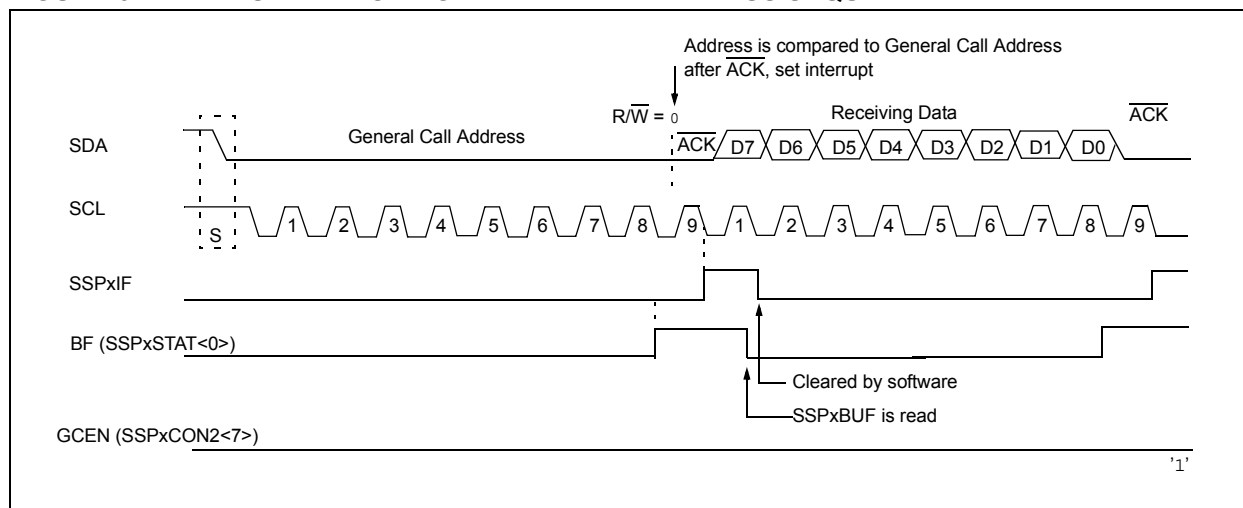 Address is compared to General Call Address
after ACK, set interrupt
R/W = 0
General Call Address
ACK
Receiving Data
ACK
SDA
D7 D6 D5 D4 D3 D2 D1 D0
SCL
S
1 2 3 4 5 6 7 8 9 1 2 3 4 5 6 7 8 9
SSPxIF
BF (SSPxSTAT<0>)
Cleared by software
SSPxBUF is read
GCEN (SSPxCON2<7>)
'1'